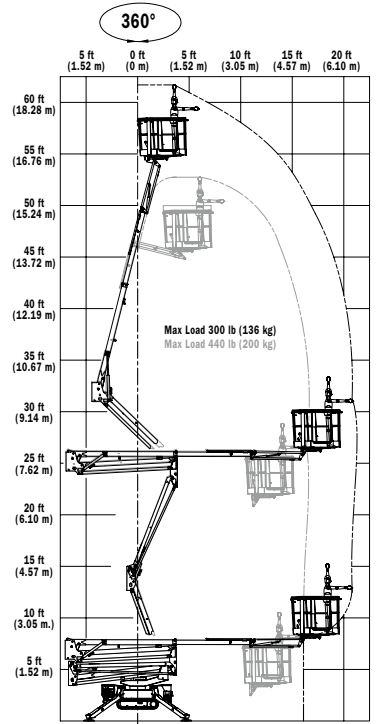 360°
5 ft 0 ft 5 ft 10 ft 15 ft 20 ft
(1.52 m) (0 m) (1.52 m) (3.05 m) (4.57 m) (6.10 m)
60 ft
(18.28 m)
55 ft
(16.76 m)
50 ft
(15.24 m)
45 ft
(13.72 m)
40 ft
(12.19 m)
Max Load 300 lb (136 kg)
Max Load 440 lb (200 kg)
35 ft
(10.67 m)
30 ft
(9.14 m)
25 ft
(7.62 m)
20 ft
(6.10 m)
15 ft
(4.57 m)
10 ft
(3.05 m.)
5 ft
(1.52 m)